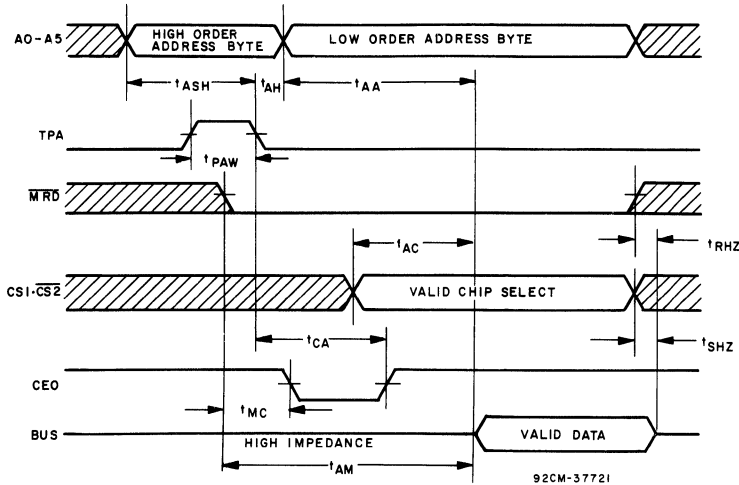 A0-A5
HIGH ORDER
ADDRESS BYTE
LOW ORDER ADDRESS BYTE
tASH
tAH
tAA
TPA
tPAW
MRD
tAC
tRHZ
CS1·CS2
VALID CHIP SELECT
tCA
tSHZ
CEO
tMC
BUS
HIGH IMPEDANCE
VALID DATA
tAM
92CM-37721